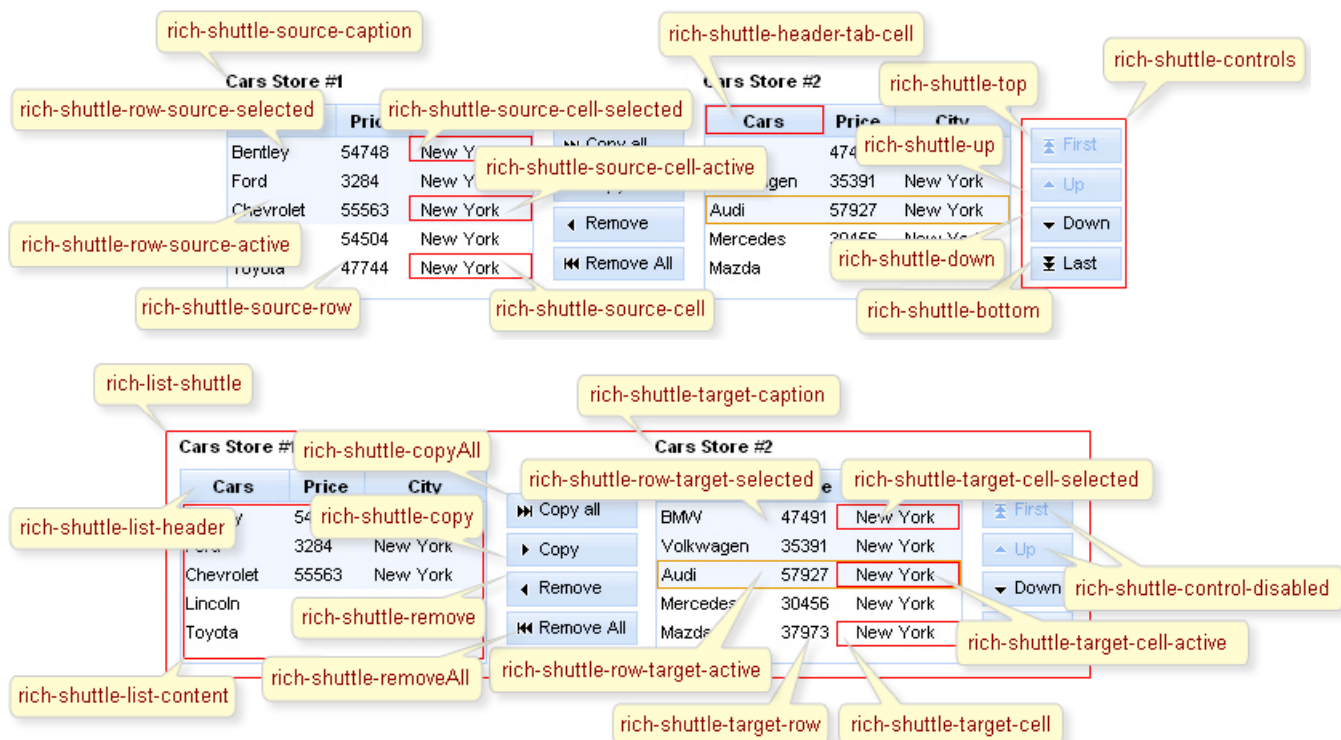 rich-shuttle-source-caption
rich-shuttle-header-tab-cell
rich-shuttle-controls
Cars Store #1
Cars Store #2
rich-shuttle-top
rich-shuttle-row-source-selected
rich-shuttle-source-cell-selected
Cars Price City
Bentley 54748 New
Copy all
rich-shuttle-up
First
Ford 3284 New
rich-shuttle-source-cell-active
35391 New York
Up
Chevrolet 55563 New York
Remove
Audi 57927 New York
Down
rich-shuttle-row-source-active
54504 New York
Mercedes
rich-shuttle-down
Toyota 47744 New York
Remove All
Mazda
Last
rich-shuttle-source-row
rich-shuttle-source-cell
rich-shuttle-bottom
rich-list-shuttle
rich-shuttle-target-caption
Cars Store #1
rich-shuttle-copyAll
Cars Store #2
Cars Price City
rich-shuttle-row-target-selected
rich-shuttle-target-cell-selected
rich-shuttle-list-header
rich-shuttle-copy
Copy all
BMW 47491 New York
First
3284 New York
Copy
Volkwagen 35391 New York
Up
Chevrolet 55563 New York
Remove
Audi 57927 New York
Down
rich-shuttle-control-disabled
Lincoln
rich-shuttle-remove
Mercedes 30456 New York
Toyota
Remove All
Mazda 37973 New York
rich-shuttle-target-cell-active
rich-shuttle-list-content
rich-shuttle-removeAll
rich-shuttle-row-target-active
rich-shuttle-target-row
rich-shuttle-target-cell